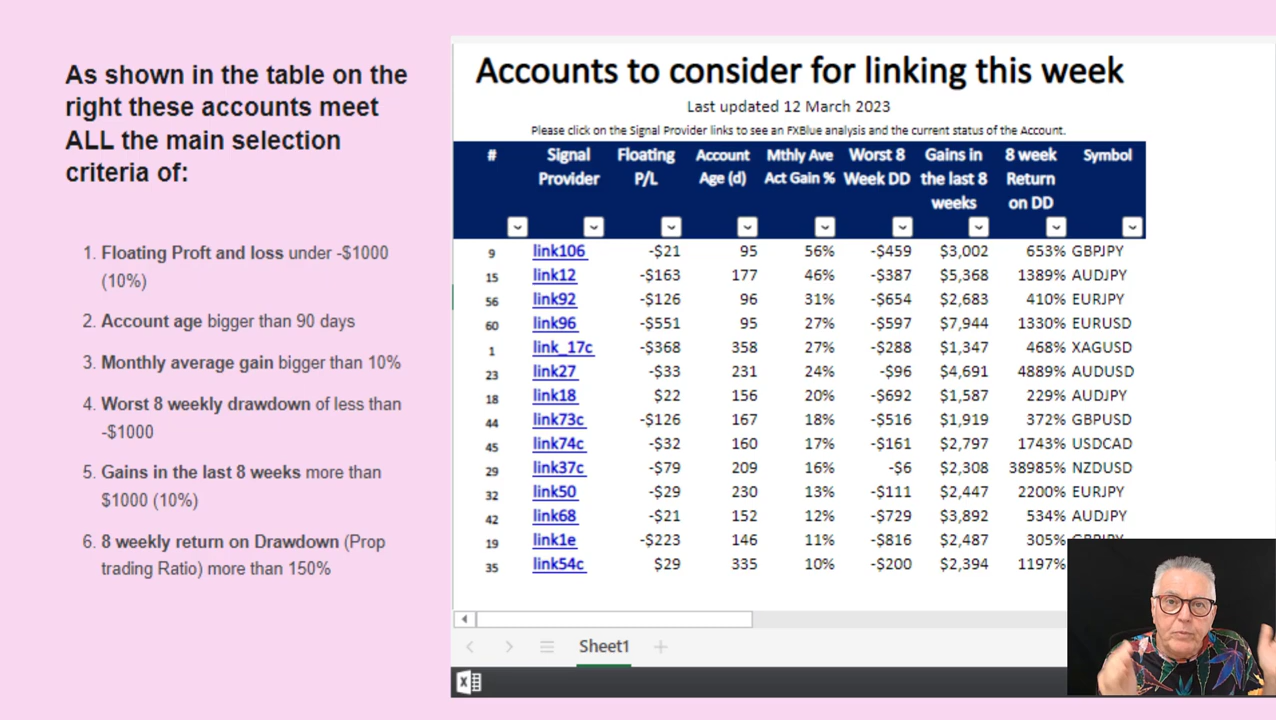 As shown in the table on the
right these accounts meet
ALL the main selection
criteria of:
1. Floating Proft and loss under -$1000
(10%)
2. Account age bigger than 90 days
3. Monthly average gain bigger than 10%
4. Worst 8 weekly drawdown of less than
-$1000
5. Gains in the last 8 weeks more than
$1000 (10%)
6. 8 weekly return on Drawdown (Prop
trading Ratio) more than 150%
Accounts to consider for linking this week
Last updated 12 March 2023
Please click on the Signal Provider links to see an FXBlue analysis and the current status of the Account.
# Signal Floating Account Mthly Ave Worst 8 Gains in 8 week Symbol
Provider P/L Age (d) Act Gain % Week DD the last 8 Return
weeks on DD
9 link106 -$21 95 56% -$459 $3,002 653% GBPJPY
15 link12 -$163 177 46% -$387 $5,368 1389% AUDJPY
56 link92 -$126 96 31% -$654 $2,683 410% EURJPY
60 link96 -$551 95 27% -$597 $7,944 1330% EURUSD
1 link_17c -$368 358 27% -$288 $1,347 468% XAGUSD
23 link27 -$33 231 24% -$96 $4,691 4889% AUDUSD
18 link18 $22 156 20% -$692 $1,587 229% AUDJPY
44 link73c -$126 167 18% -$516 $1,919 372% GBPUSD
45 link74c -$32 160 17% -$161 $2,797 1743% USDCAD
29 link37c -$79 209 16% -$6 $2,308 38985% NZDUSD
32 link50 -$29 230 13% -$111 $2,447 2200% EURJPY
42 link68 -$21 152 12% -$729 $3,892 534% AUDJPY
19 link1e -$223 146 11% -$816 $2,487 305%
35 link54c $29 335 10% -$200 $2,394 1197%
Sheet1